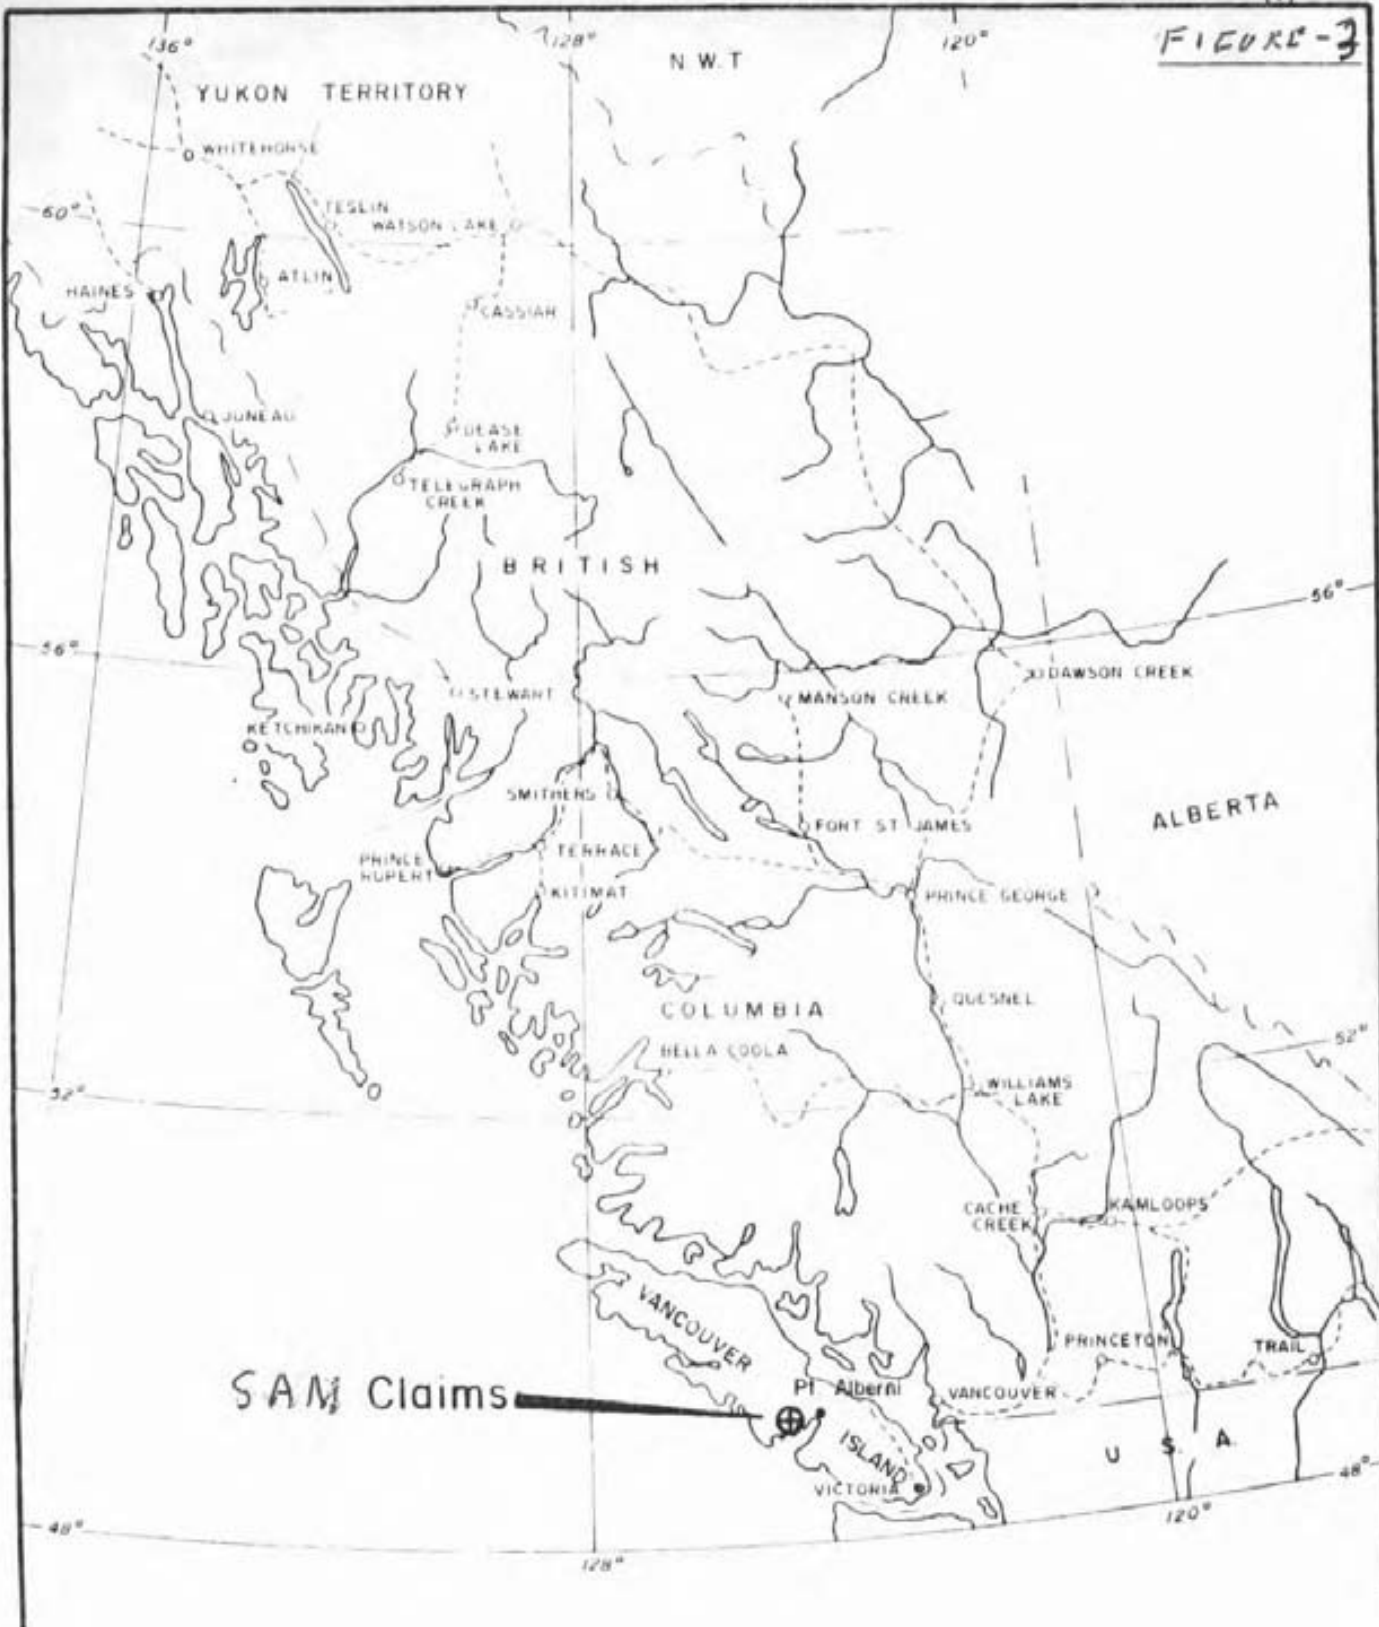 FIGURE-3
136°
128°
120°
N.W.T
YUKON TERRITORY
WHITEHORSE
TESLIN
60°
WATSON LAKE
ATLIN
HAINES
CASSIAR
JUNEAU
DEASE
LAKE
TELEGRAPH
CREEK
BRITISH
56°
56°
DAWSON CREEK
STEWART
MANSON CREEK
KETCHIKAN
SMITHERS
ALBERTA
FORT ST JAMES
TERRACE
PRINCE
RUPERT
KITIMAT
PRINCE GEORGE
QUESNEL
COLUMBIA
52°
BELLA COOLA
WILLIAMS
LAKE
52°
KAMLOOPS
CACHE
CREEK
VANCOUVER
PRINCETON
TRAIL
SAM Claims
Pt Alberni
VANCOUVER
ISLAND
U.S.A.
VICTORIA
48°
120°
48°
128°